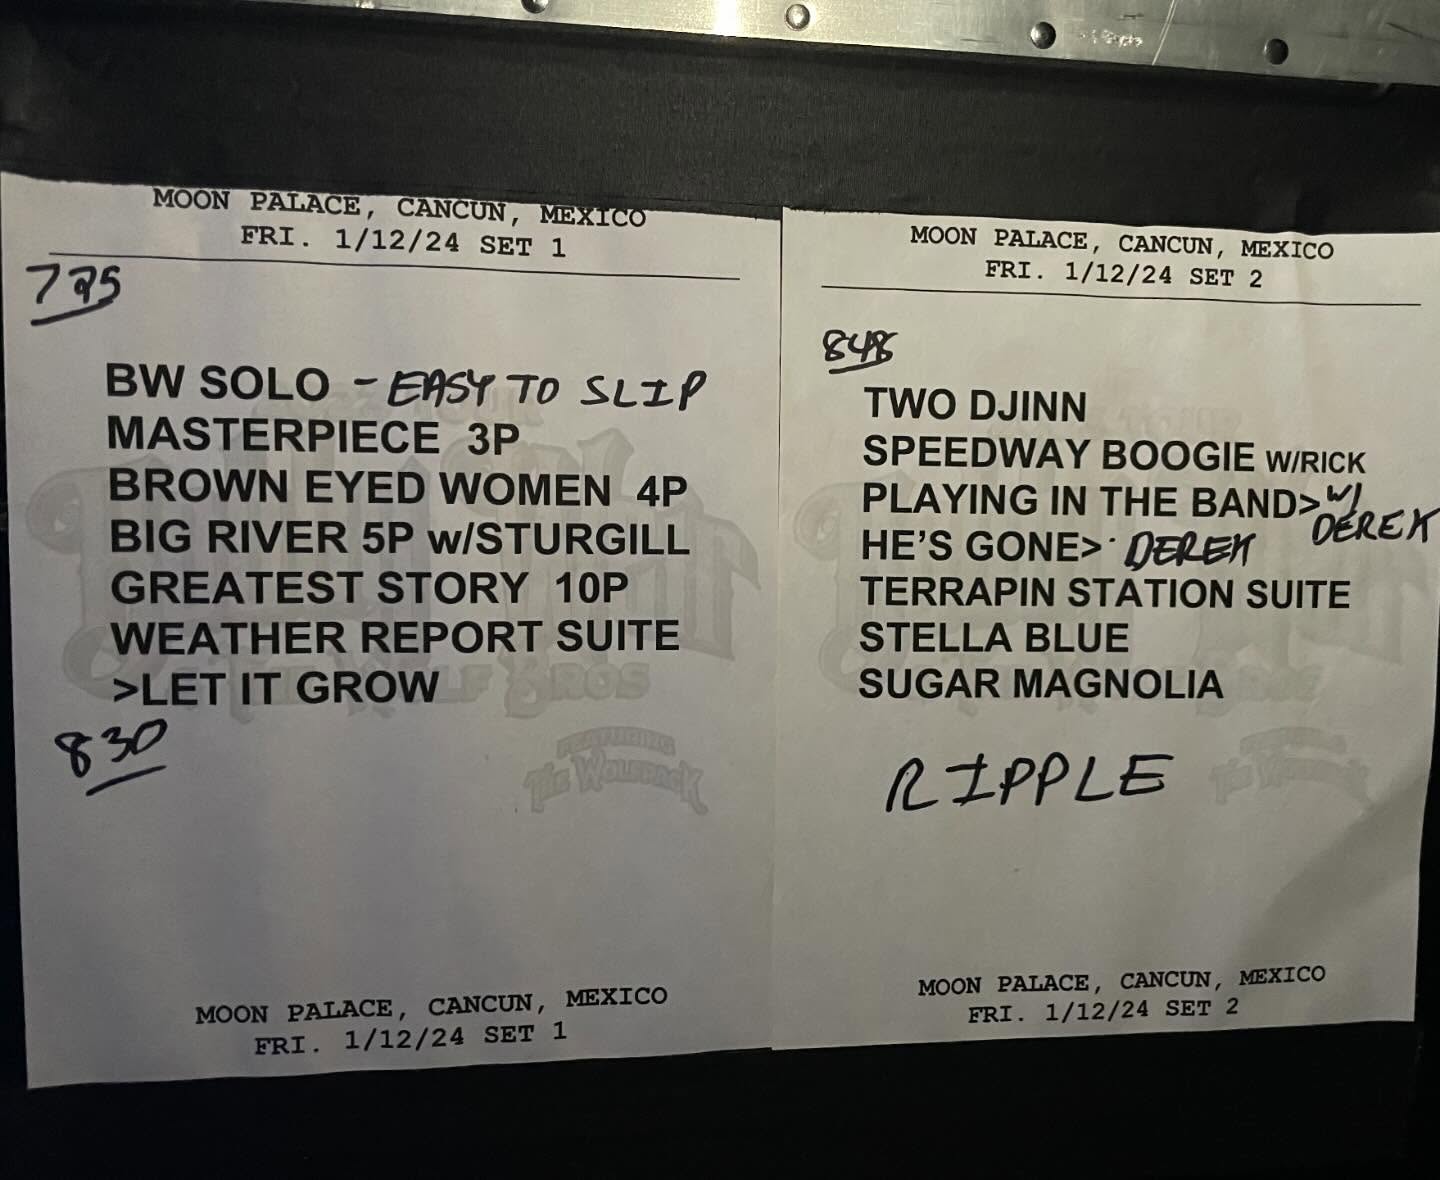 MOON PALACE, CANCUN, MEXICO
FRI. 1/12/24 SET 1
725
BW SOLO - EASY TO SLIP
MASTERPIECE 3P
BROWN EYED WOMEN 4P
BIG RIVER 5P w/STURGILL
GREATEST STORY 10P
WEATHER REPORT SUITE
>LET IT GROW
830
FEATURING
THE WOLFPACK
MOON PALACE, CANCUN, MEXICO
FRI. 1/12/24 SET 1
MOON PALACE, CANCUN, MEXICO
FRI. 1/12/24 SET 2
848
TWO DJINN
SPEEDWAY BOOGIE W/RICK
PLAYING IN THE BAND> W/ DEREK
HE'S GONE> DEREK
TERRAPIN STATION SUITE
STELLA BLUE
SUGAR MAGNOLIA
RIPPLE
MOON PALACE, CANCUN, MEXICO
FRI. 1/12/24 SET 2